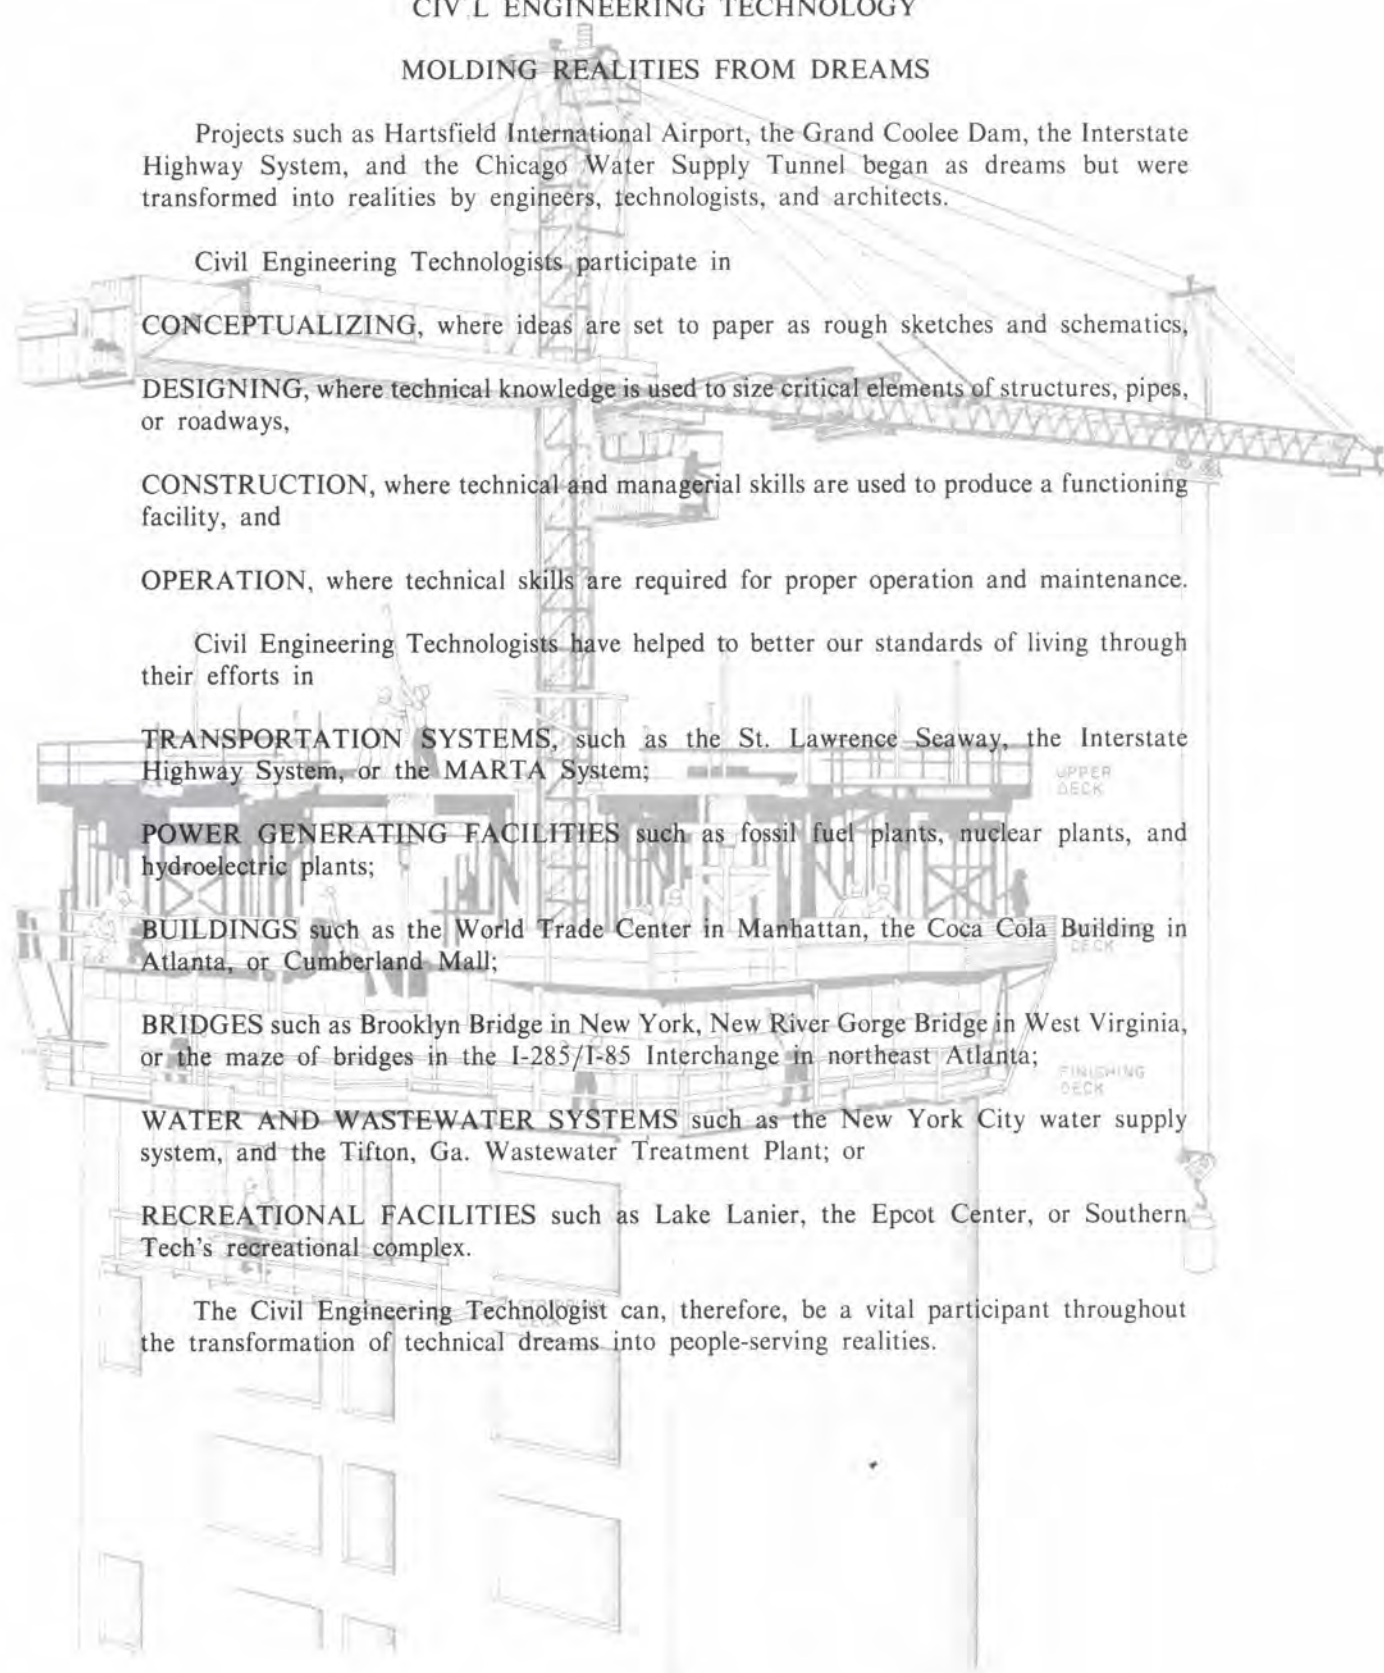 CIV L ENGINEERING TECHNOLOGY
MOLDING REALITIES FROM DREAMS
Projects such as Hartsfield International Airport, the Grand Coolee Dam, the Interstate
Highway System, and the Chicago Water Supply Tunnel began as dreams but were
transformed into realities by engineers, technologists, and architects.
Civil Engineering Technologists participate in
CONCEPTUALIZING, where ideas are set to paper as rough sketches and schematics,
DESIGNING, where technical knowledge is used to size critical elements of structures, pipes,
or roadways,
CONSTRUCTION, where technical and managerial skills are used to produce a functioning
facility, and
OPERATION, where technical skills are required for proper operation and maintenance.
Civil Engineering Technologists have helped to better our standards of living through
their efforts in
TRANSPORTATION SYSTEMS, such as the St. Lawrence Seaway, the Interstate
Highway System, or the MARTA System;
UPPER
DECK
POWER GENERATING FACILITIES such as fossil fuel plants, nuclear plants, and
hydroelectric plants;
BUILDINGS such as the World Trade Center in Manhattan, the Coca Cola Building in
Atlanta, or Cumberland Mall;
DECK
BRIDGES such as Brooklyn Bridge in New York, New River Gorge Bridge in West Virginia,
or the maze of bridges in the I-285/I-85 Interchange in northeast Atlanta;
FINISHING
DECK
WATER AND WASTEWATER SYSTEMS such as the New York City water supply
system, and the Tifton, Ga. Wastewater Treatment Plant; or
RECREATIONAL FACILITIES such as Lake Lanier, the Epcot Center, or Southern
Tech's recreational complex.
The Civil Engineering Technologist can, therefore, be a vital participant throughout
DECK
the transformation of technical dreams into people-serving realities.